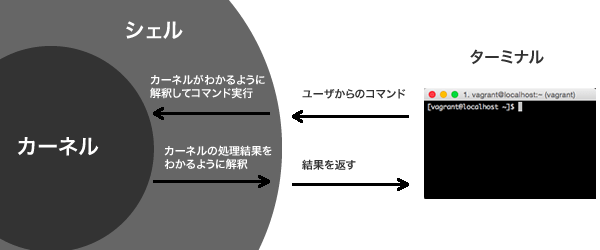 シェル
ターミナル
カーネルがわかるように
解釈してコマンド実行
ユーザからのコマンド
1. vagrant@localhost:~ (vagrant)
[vagrant@localhost ~]$
カーネル
カーネルの処理結果を
わかるように解釈
結果を返す